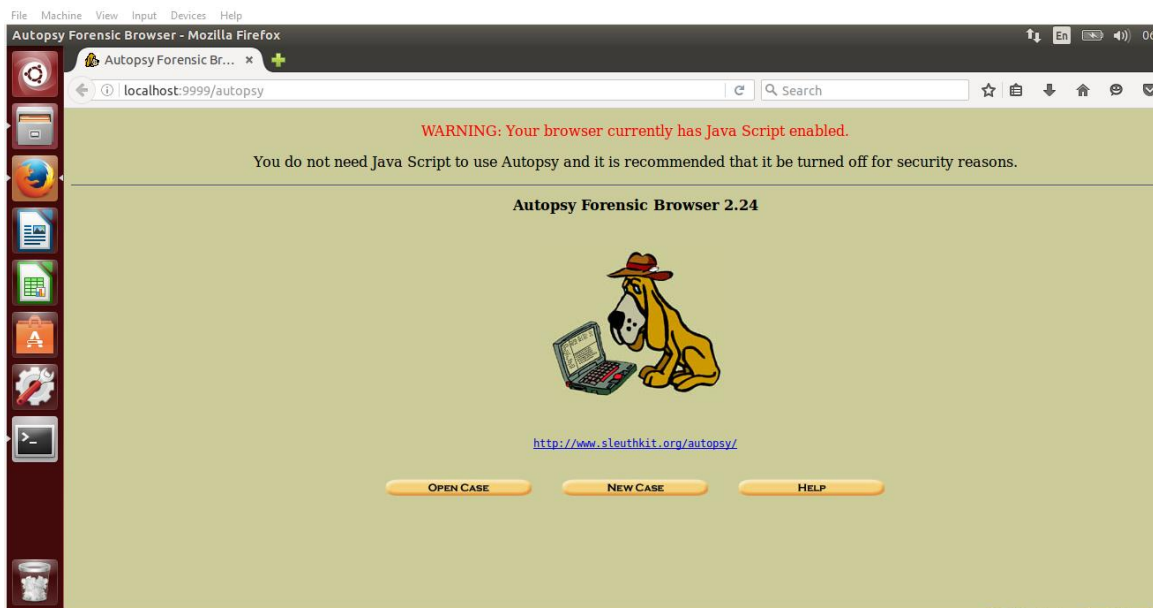 File Machine View Input Devices Help
Autopsy Forensic Browser - Mozilla Firefox
En
06
Autopsy Forensic Br... ×
localhost:9999/autopsy
Search
WARNING: Your browser currently has Java Script enabled.
You do not need Java Script to use Autopsy and it is recommended that it be turned off for security reasons.
Autopsy Forensic Browser 2.24
http://www.sleuthkit.org/autopsy/
OPEN CASE NEW CASE HELP